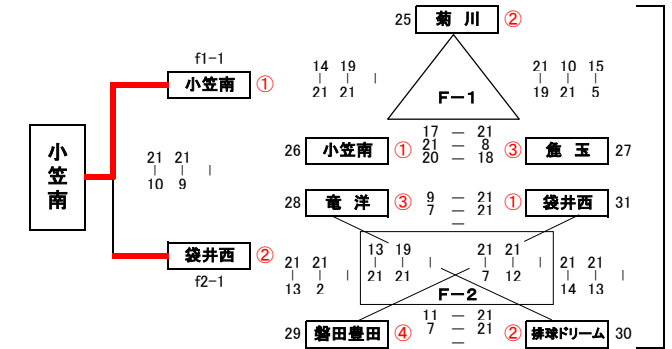 25 菊川 ②
f1-1
小笠南 ①
14 19
| | |
21 21
21 10 15
| | |
19 21 5
F－1
17 — 21
21 — 8
20 — 18
26 小笠南 ①
③ 龕玉 27
小笠南
21 21
| | |
10 9
28 竜洋 ③
9 — 21
7 — 21
—
① 袋井西 31
袋井西 ②
f2-1
13 19
| | |
21 21
21 21
| | |
7 12
21 21
| | |
13 2
21 21
| | |
14 13
F－2
11 — 21
7 — 21
—
29 磐田豊田 ④
② 排球ドリーム 30